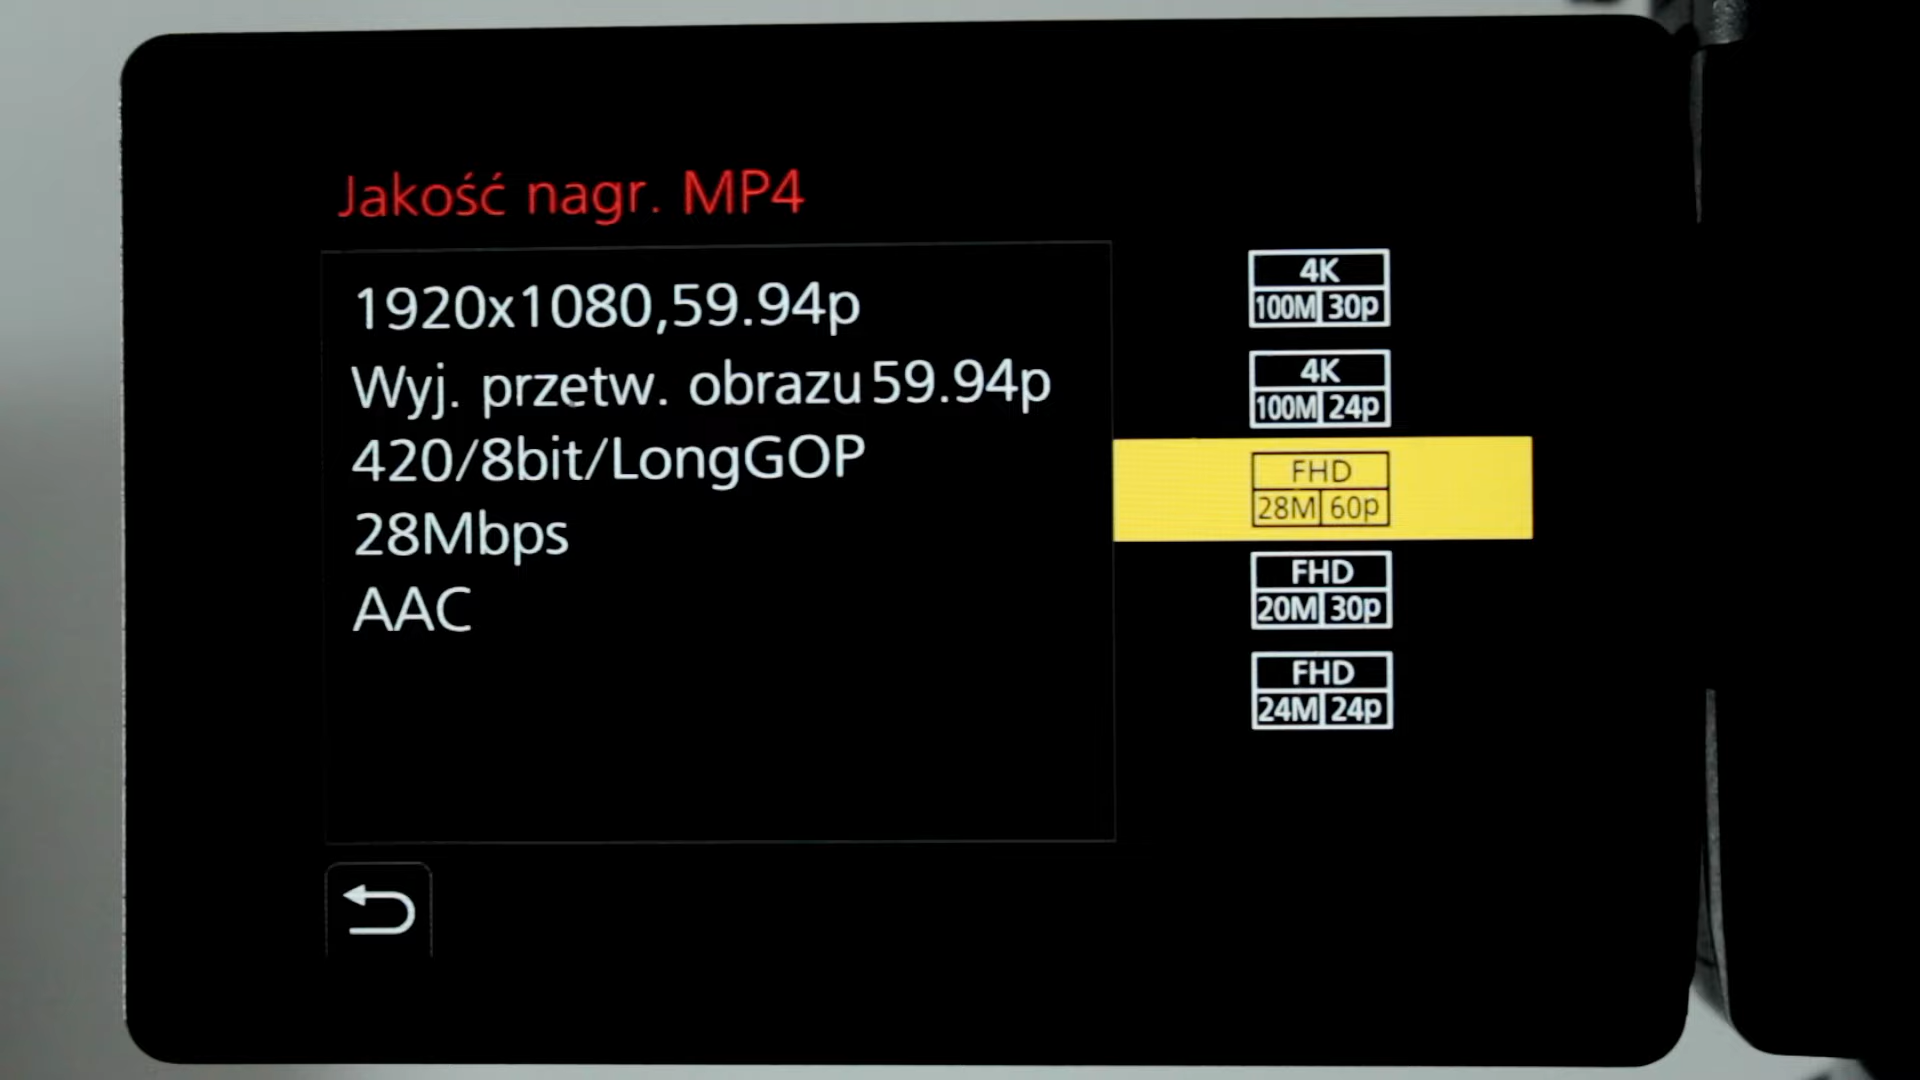 Jakość nagr. MP4
1920x1080,59.94p
Wyj. przetw. obrazu 59.94p
420/8bit/LongGOP
28Mbps
AAC
4K
100M 30p
4K
100M 24p
FHD
28M 60p
FHD
20M 30p
FHD
24M 24p